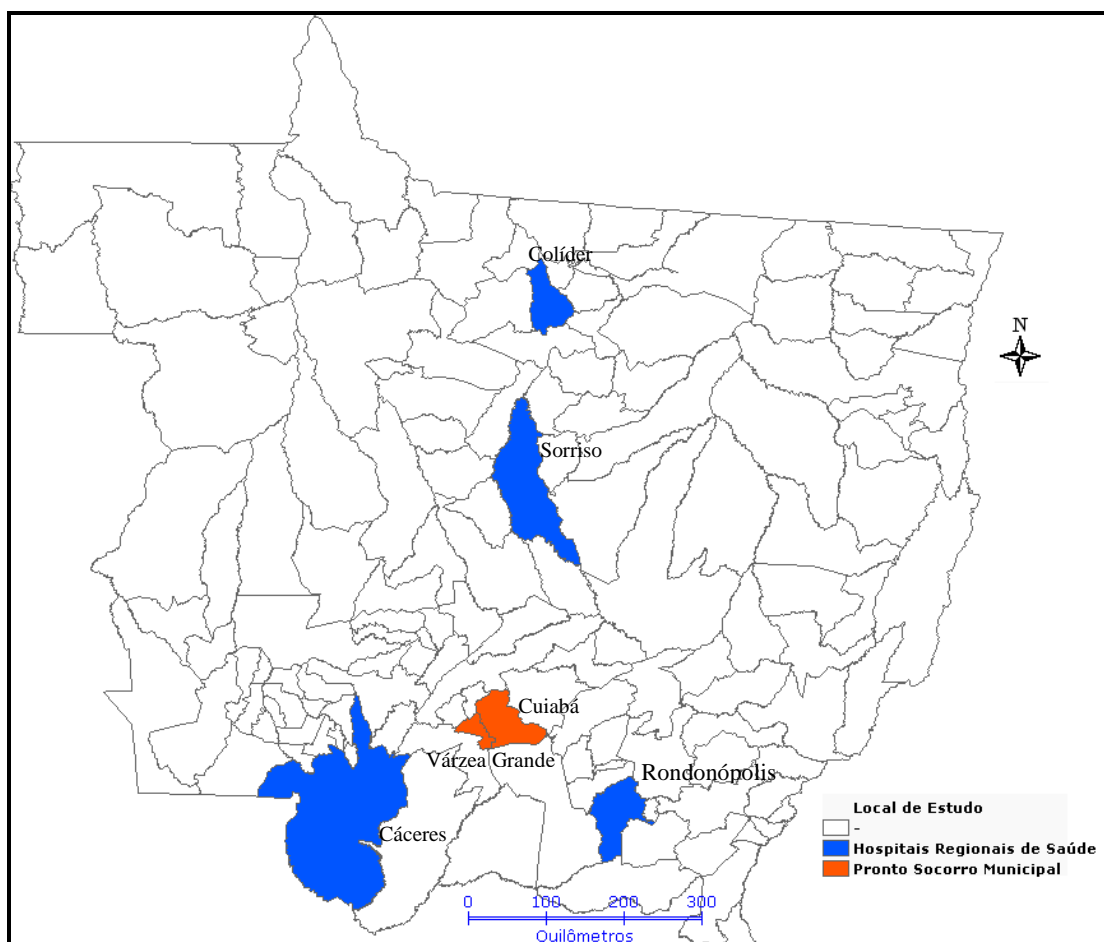 Colíder
N
Sorriso
Cuiabá
Várzea Grande
Rondonópolis
Cáceres
Local de Estudo
-
Hospitais Regionais de Saúde
Pronto Socorro Municipal
0 100 200 300
Quilômetros